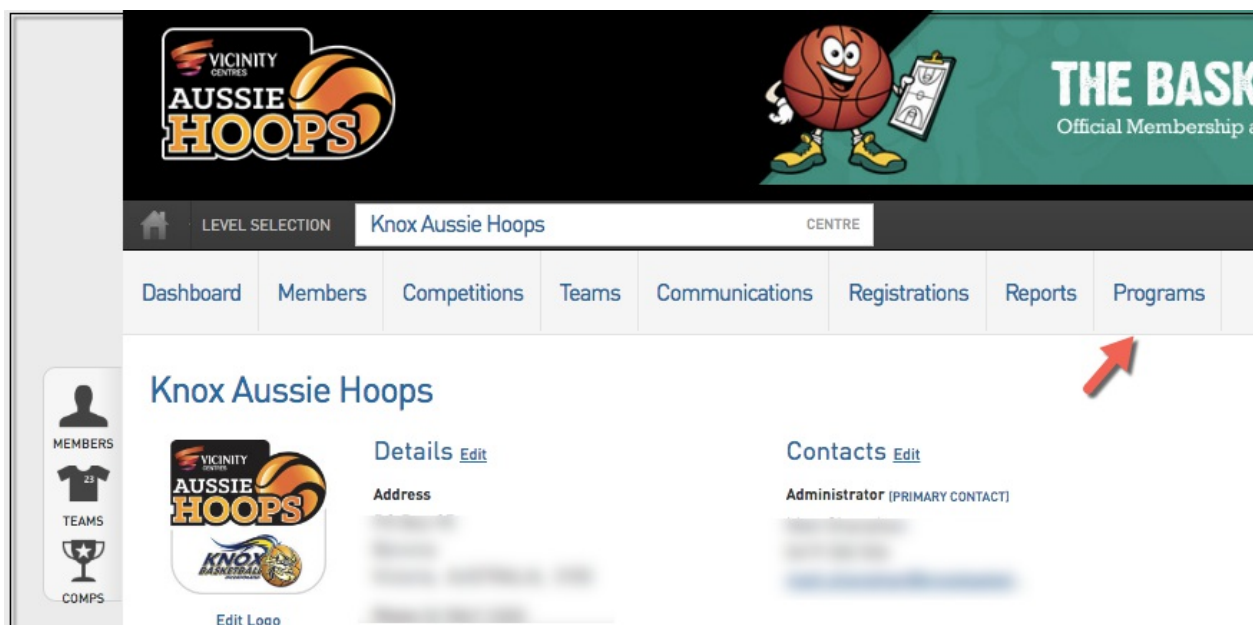 VICINITY
CENTRES
AUSSIE
HOOPS
THE BASK
Official Membership a
LEVEL SELECTION Knox Aussie Hoops CENTRE
Dashboard Members Competitions Teams Communications Registrations Reports Programs
Knox Aussie Hoops
MEMBERS
23
TEAMS
COMPS
VICINITY
CENTRES
AUSSIE
HOOPS
KNOX
BASKETBALL
Edit Logo
Details Edit
Address
Contacts Edit
Administrator [PRIMARY CONTACT]